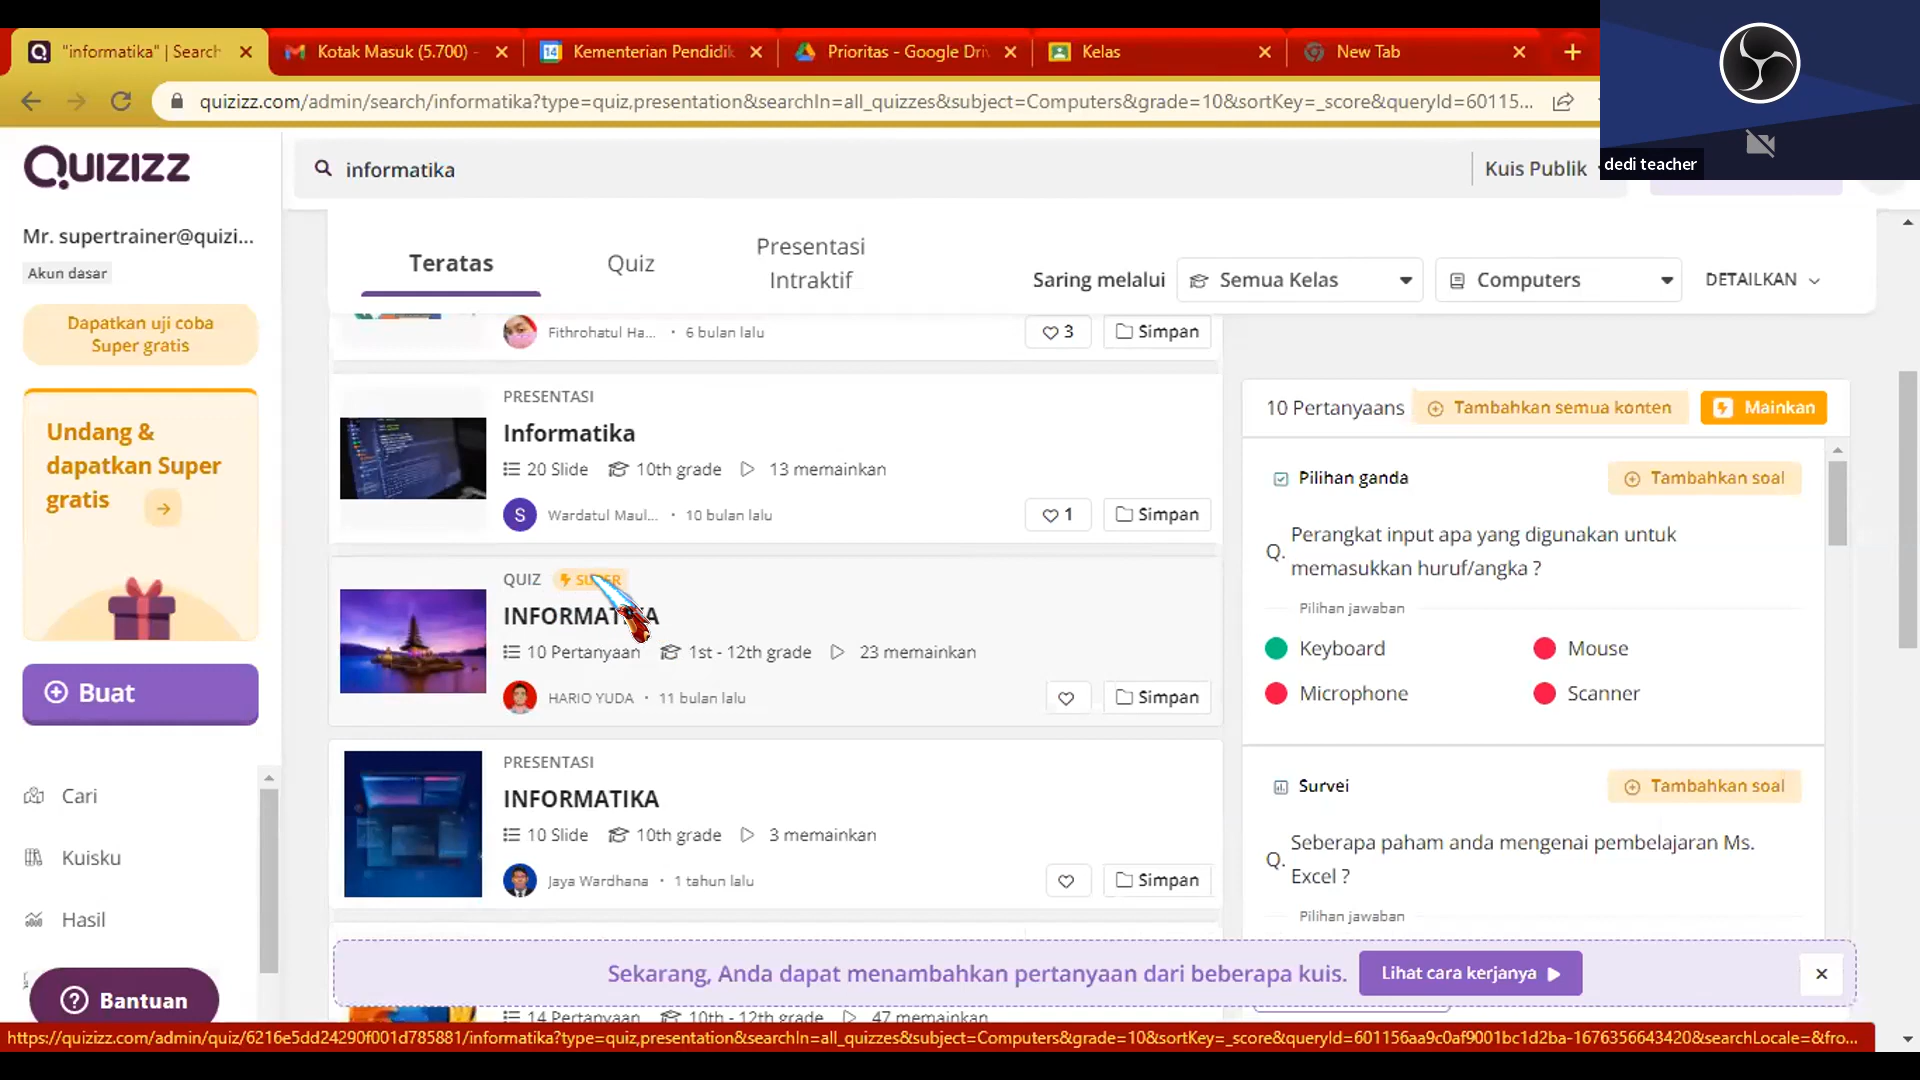 "informatika" | Search
Kotak Masuk (5.700) -
14
Kementerian Pendidik
Prioritas - Google Driv
Kelas
New Tab
quizizz.com/admin/search/informatika?type=quiz,presentation&searchIn=all_quizzes&subject=Computers&grade=10&sortKey=_score&queryId=60115...
dedi teacher
Quizizz
informatika
Kuis Publik
Mr. supertrainer@quizi...
Akun dasar
Dapatkan uji coba
Super gratis
Undang &
dapatkan Super
gratis
Buat
Cari
Kuisku
Hasil
Bantuan
Teratas
Quiz
Presentasi
Intraktif
Saring melalui
Semua Kelas
Computers
DETAILKAN
Fithrohatul Ha... • 6 bulan lalu
3
Simpan
PRESENTASI
Informatika
20 Slide 10th grade 13 memainkan
S
Wardatul Maul... • 10 bulan lalu
1
Simpan
QUIZ
INFORMATIKA
10 Pertanyaan 1st - 12th grade 23 memainkan
HARIO YUDA • 11 bulan lalu
Simpan
PRESENTASI
INFORMATIKA
10 Slide 10th grade 3 memainkan
Jaya Wardhana • 1 tahun lalu
Simpan
14 Pertanyaan 10th - 12th grade 47 memainkan
10 Pertanyaans
Tambahkan semua konten
Mainkan
Pilihan ganda
Tambahkan soal
Q. Perangkat input apa yang digunakan untuk
memasukkan huruf/angka ?
Pilihan jawaban
Keyboard
Mouse
Microphone
Scanner
Survei
Tambahkan soal
Q. Seberapa paham anda mengenai pembelajaran Ms.
Excel ?
Pilihan jawaban
Sekarang, Anda dapat menambahkan pertanyaan dari beberapa kuis.
Lihat cara kerjanya
https://quizizz.com/admin/quiz/6216e5dd24290f001d785881/informatika?type=quiz,presentation&searchIn=all_quizzes&subject=Computers&grade=10&sortKey=_score&queryId=601156aa9c0af9001bc1d2ba-1676356643420&searchLocale=&fro...